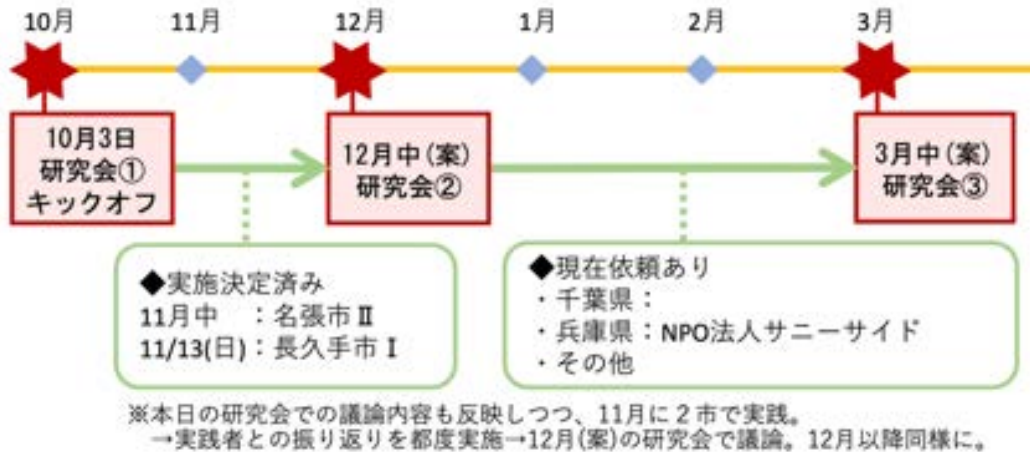 10月 11月 12月 1月 2月 3月
10月3日
研究会①
キックオフ
12月中(案)
研究会②
3月中(案)
研究会③
◆実施決定済み
11月中　：名張市Ⅱ
11/13(日)：長久手市Ⅰ
◆現在依頼あり
・千葉県：
・兵庫県：NPO法人サニーサイド
・その他
※本日の研究会での議論内容も反映しつつ、11月に２市で実践。
→実践者との振り返りを都度実施→12月(案)の研究会で議論。12月以降同様に。